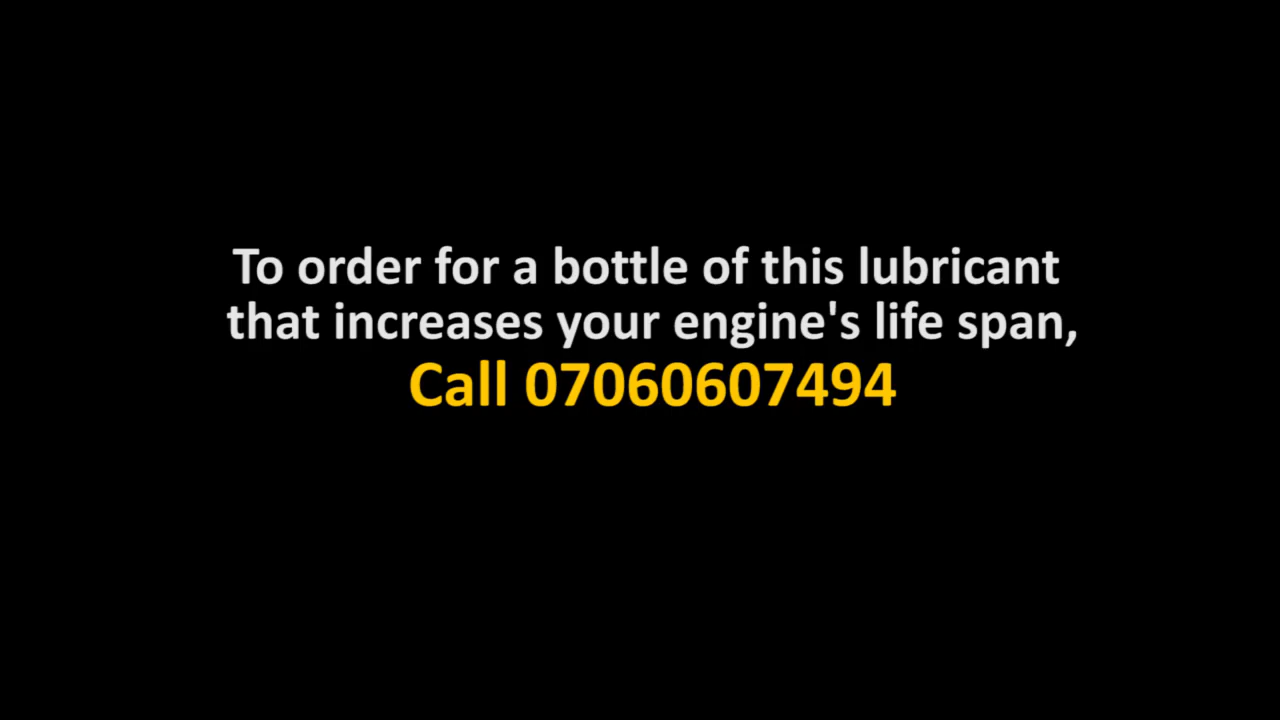 To order for a bottle of this lubricant
that increases your engine's life span,
Call 07060607494